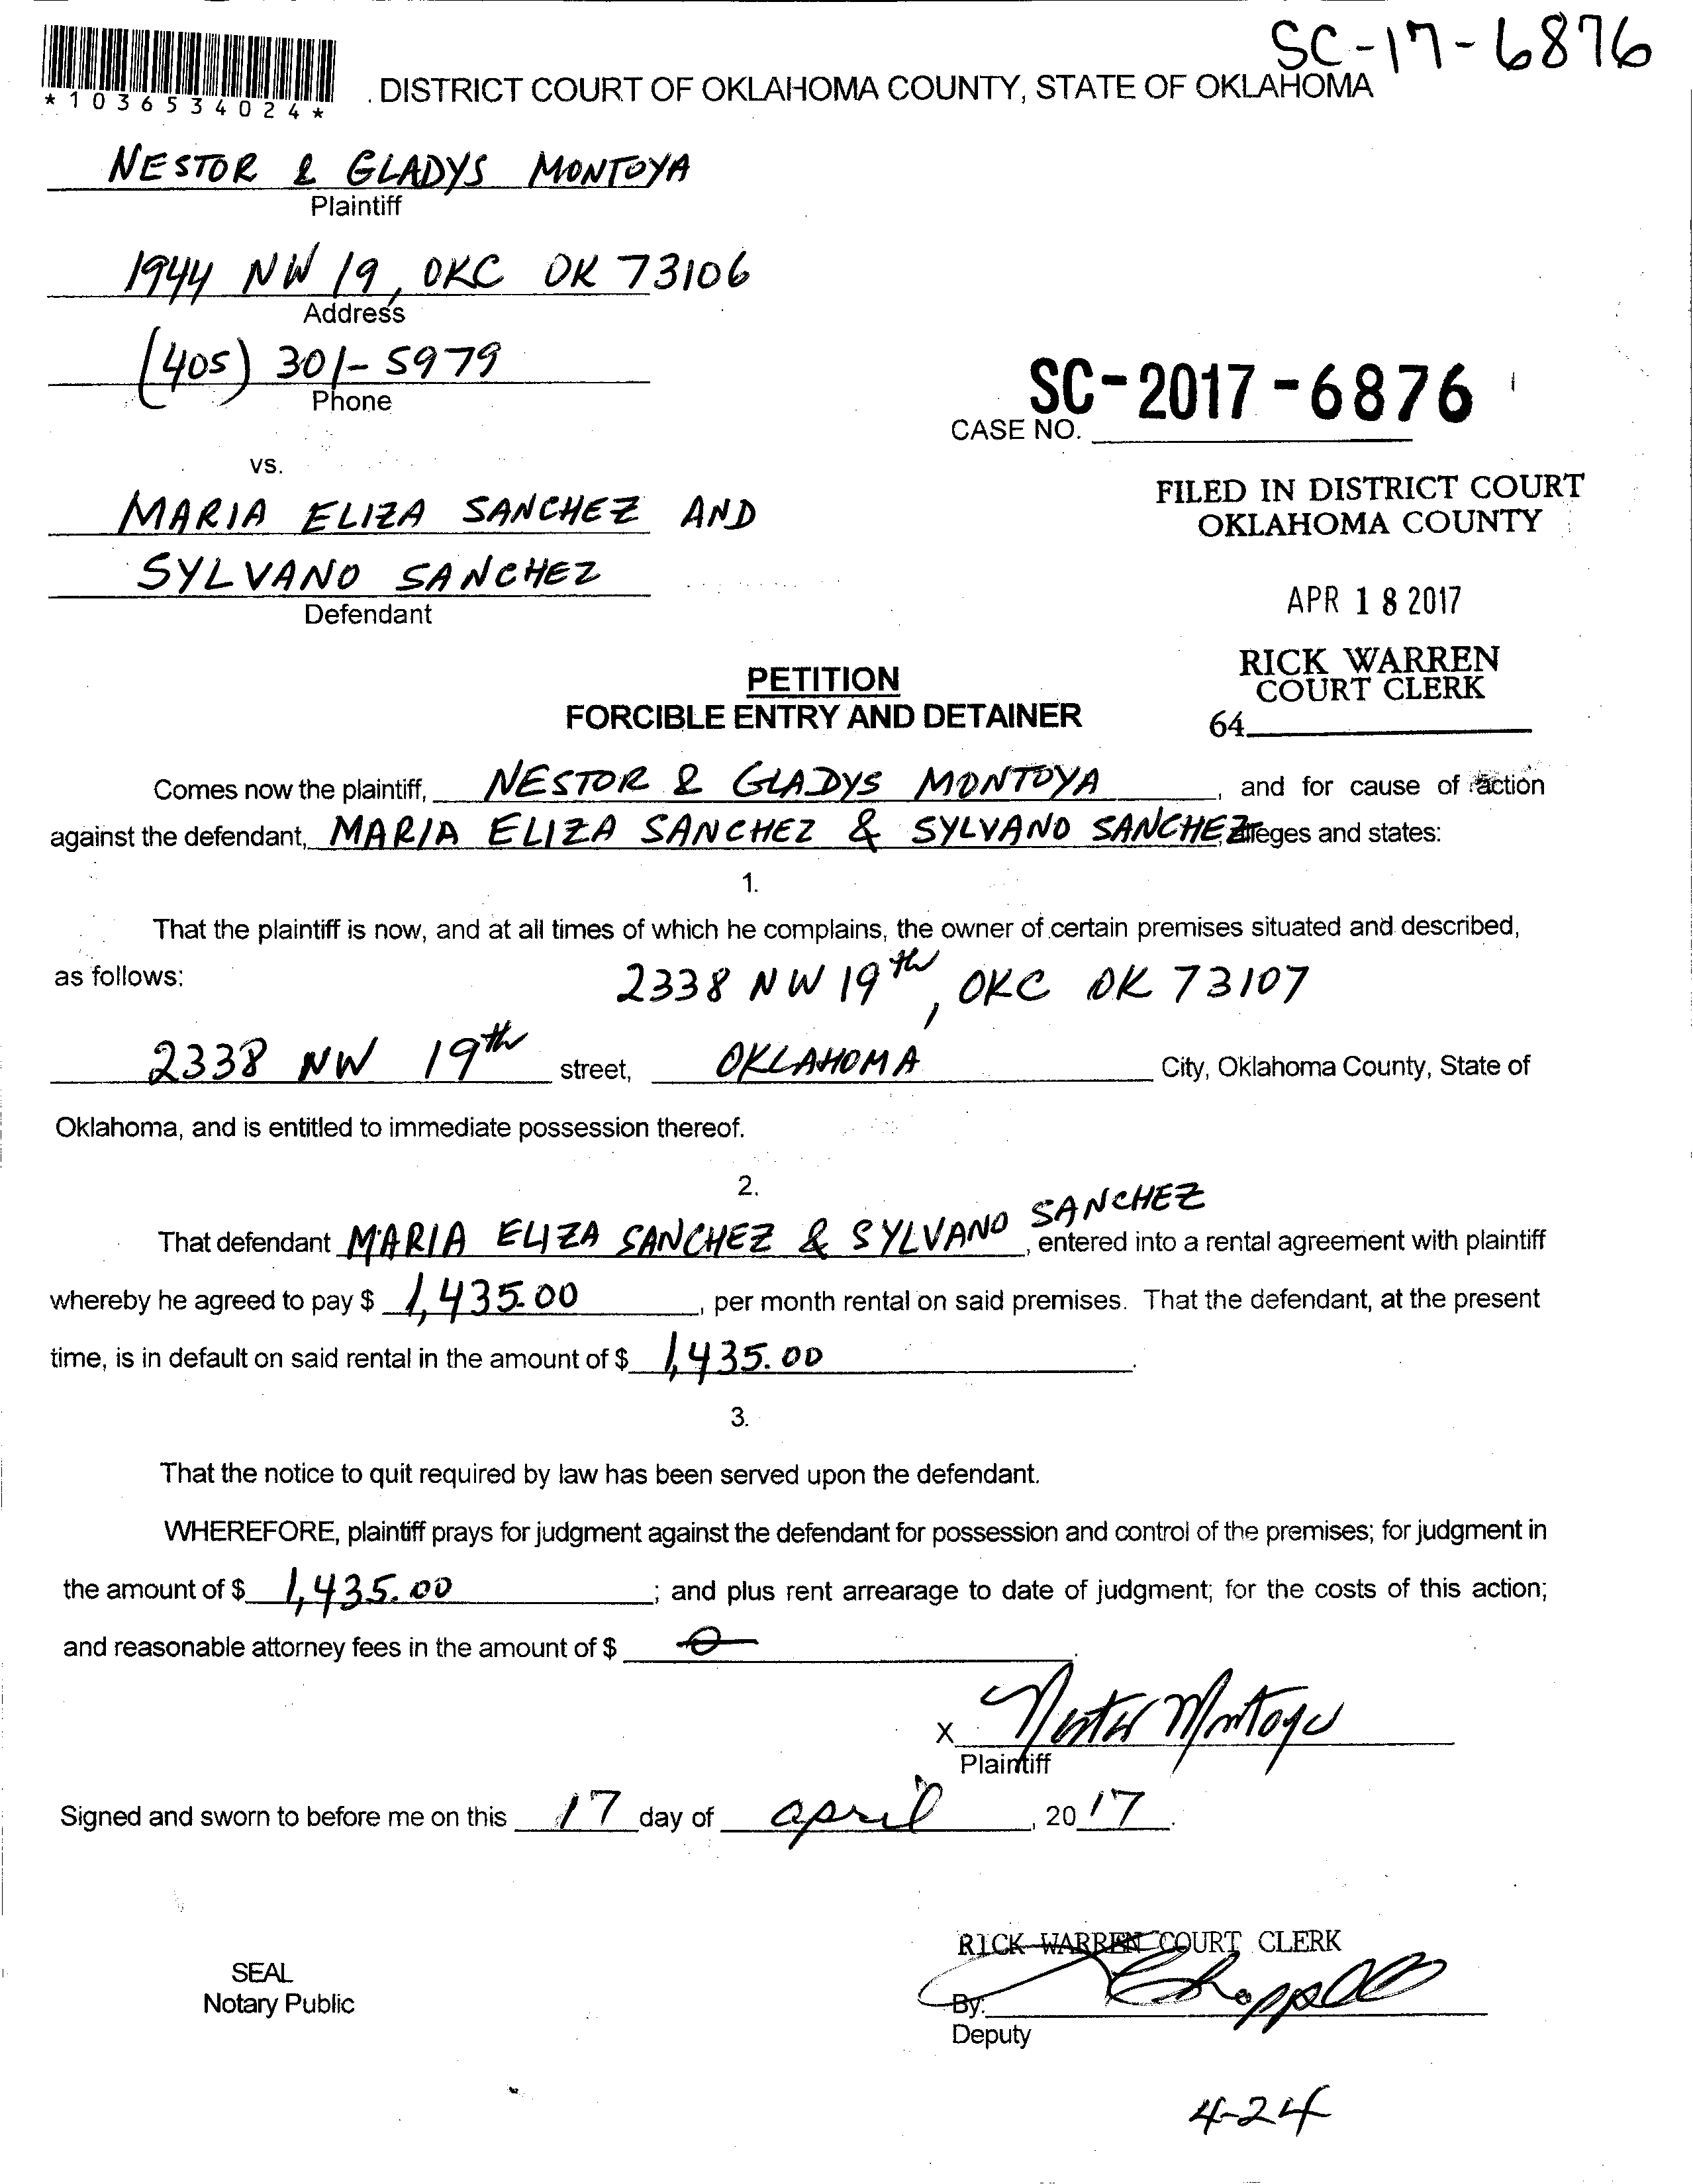 SC-17-6876
*1036534024*
DISTRICT COURT OF OKLAHOMA COUNTY, STATE OF OKLAHOMA
NESTOR & GLADYS MONTOYA
Plaintiff
1944 NW 19, OKC OK 73106
Address
(405) 301-5979
Phone
SC-2017-6876
CASE NO.
vs.
MARIA ELIZA SANCHEZ AND
SYLVANO SANCHEZ
Defendant
FILED IN DISTRICT COURT
OKLAHOMA COUNTY
APR 18 2017
RICK WARREN
COURT CLERK
64
PETITION
FORCIBLE ENTRY AND DETAINER
Comes now the plaintiff, NESTOR & GLADYS MONTOYA, and for cause of action
against the defendant, MARIA ELIZA SANCHEZ & SYLVANO SANCHEZ, alleges and states:
1.
That the plaintiff is now, and at all times of which he complains, the owner of certain premises situated and described,
as follows: 2338 NW 19th, OKC OK 73107
2338 NW 19th street, OKLAHOMA City, Oklahoma County, State of
Oklahoma, and is entitled to immediate possession thereof.
2.
That defendant MARIA ELIZA SANCHEZ & SYLVANO SANCHEZ, entered into a rental agreement with plaintiff
whereby he agreed to pay $ 1,435.00, per month rental on said premises. That the defendant, at the present
time, is in default on said rental in the amount of $ 1,435.00.
3.
That the notice to quit required by law has been served upon the defendant.
WHEREFORE, plaintiff prays for judgment against the defendant for possession and control of the premises; for judgment in
the amount of $ 1,435.00; and plus rent arrearage to date of judgment; for the costs of this action;
and reasonable attorney fees in the amount of $ 0.
X Nestor Montoya
Plaintiff
Signed and sworn to before me on this 17 day of april, 2017.
RICK WARREN COURT CLERK
SEAL
Notary Public
By: Chappell
Deputy
4-24